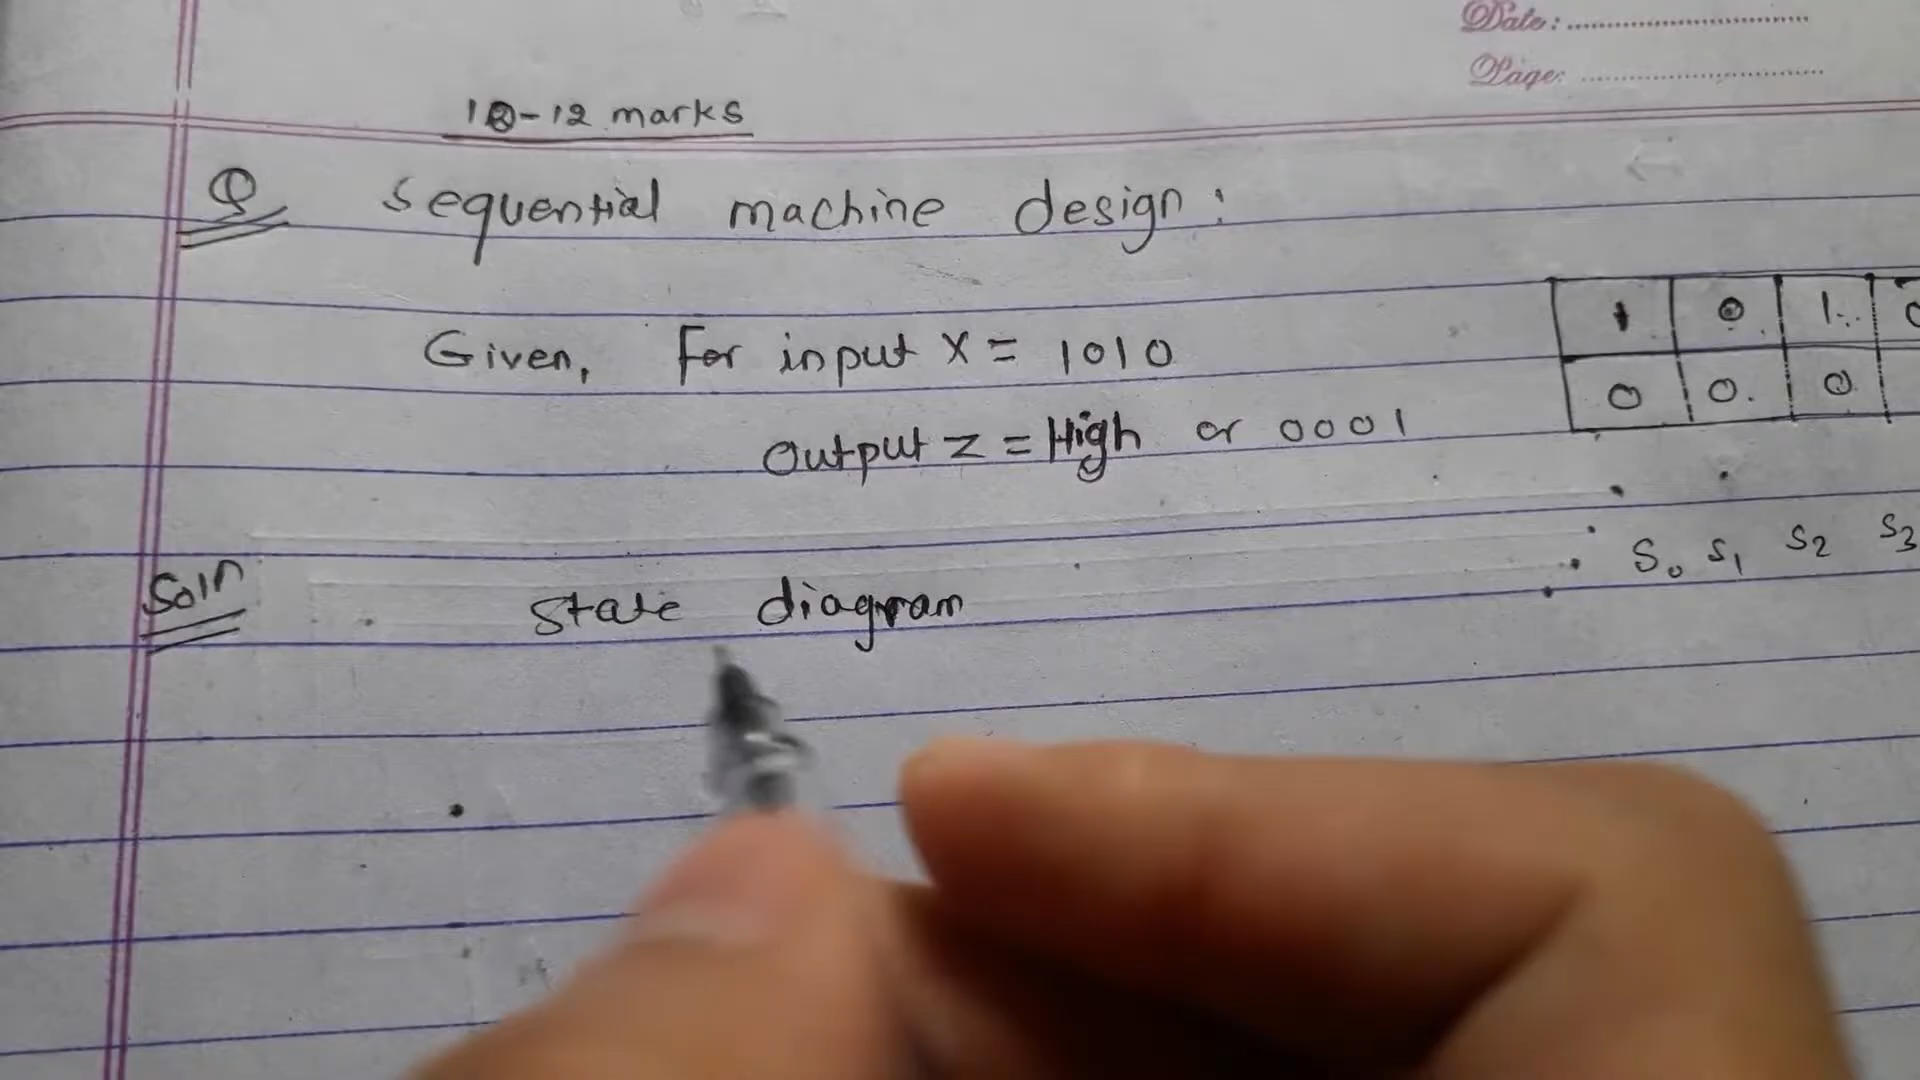 Date:
Page:
10-12 marks
Q Sequential machine design:
Given, For input X = 1010
1 0 1
Output Z = High or 0001
0 0 0
S0 S1 S2 S3
Soln State diagram